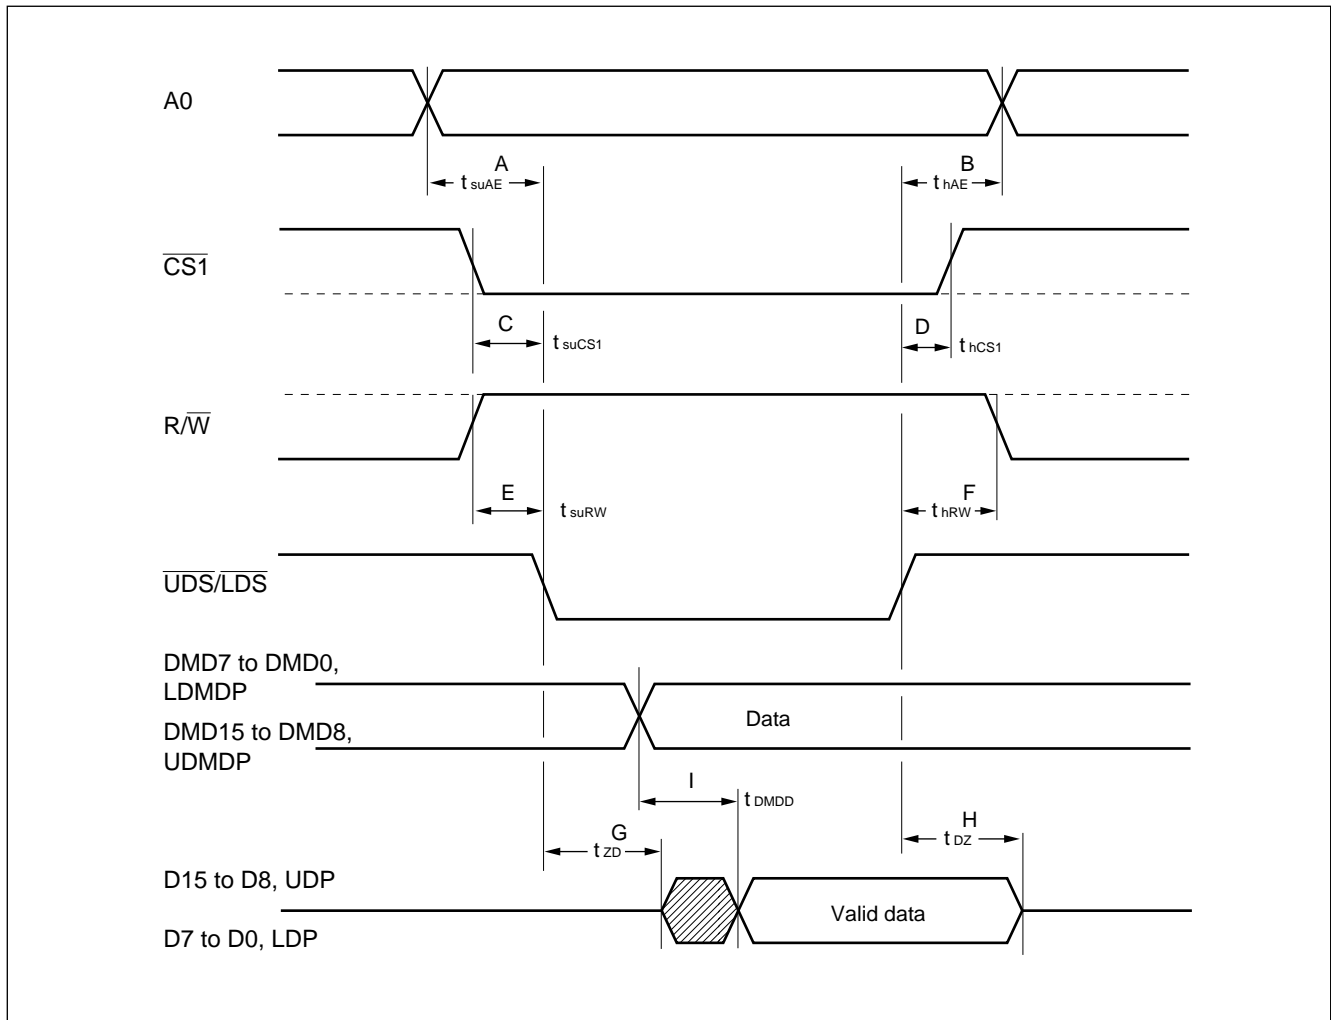 A0
A
t suAE
B
t hAE
CS1
C
t suCS1
D
t hCS1
R/W
E
t suRW
F
t hRW
UDS/LDS
DMD7 to DMD0,
LDMDP
DMD15 to DMD8,
UDMDP
Data
I
t DMDD
G
t ZD
H
t DZ
D15 to D8, UDP
Valid data
D7 to D0, LDP